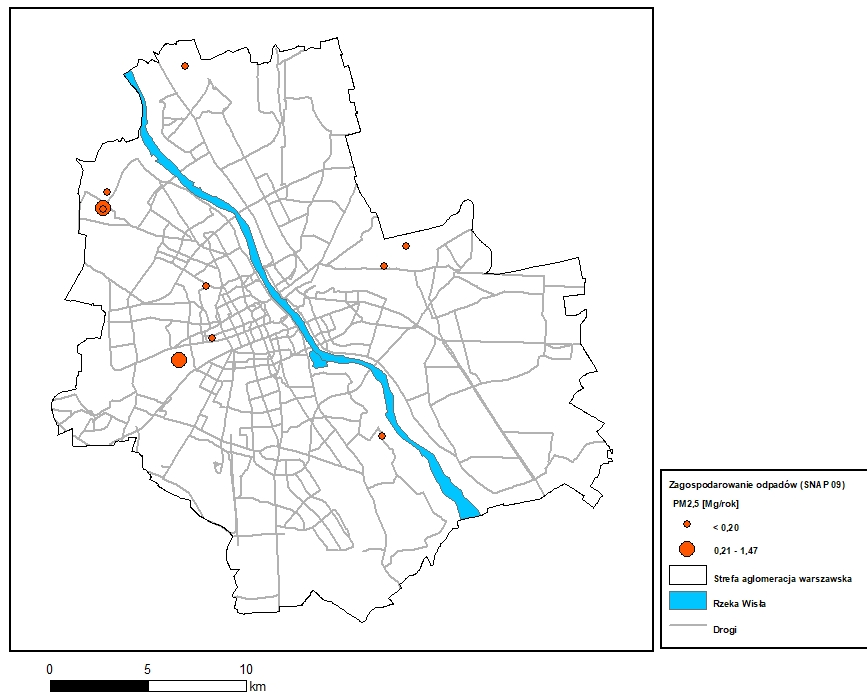 Zagospodarowanie odpadów (SNAP 09)
PM2,5 [Mg/rok]
< 0,20
0,21 - 1,47
Strefa aglomeracja warszawska
Rzeka Wisła
Drogi
0 5 10
km